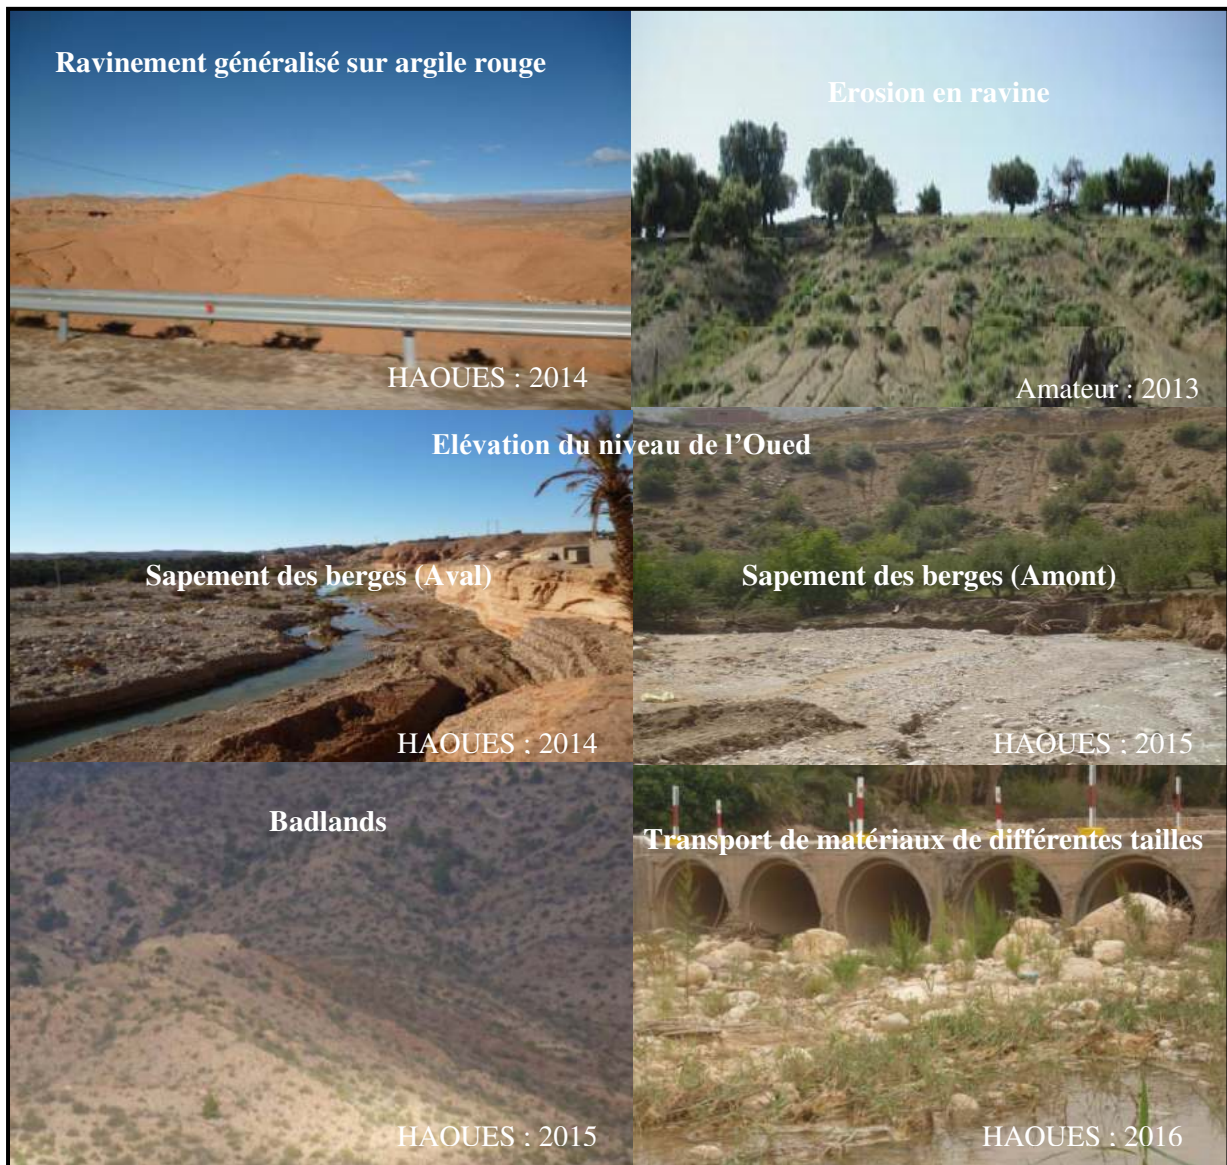 Ravinement généralisé sur argile rouge
HAOUES : 2014
Erosion en ravine
Amateur : 2013
Elévation du niveau de l’Oued
Sapement des berges (Aval)
HAOUES : 2014
Sapement des berges (Amont)
HAOUES : 2015
Badlands
HAOUES : 2015
Transport de matériaux de différentes tailles
HAOUES : 2016